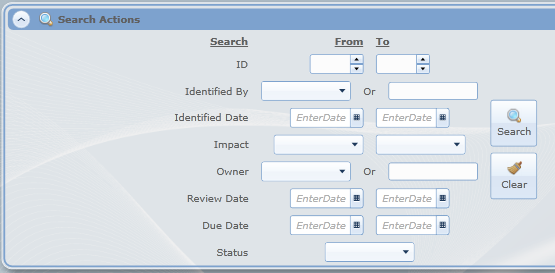 Search Actions
Search From To
ID
Identified By Or
Identified Date EnterDate EnterDate
Search
Impact
Owner Or
Clear
Review Date EnterDate EnterDate
Due Date EnterDate EnterDate
Status